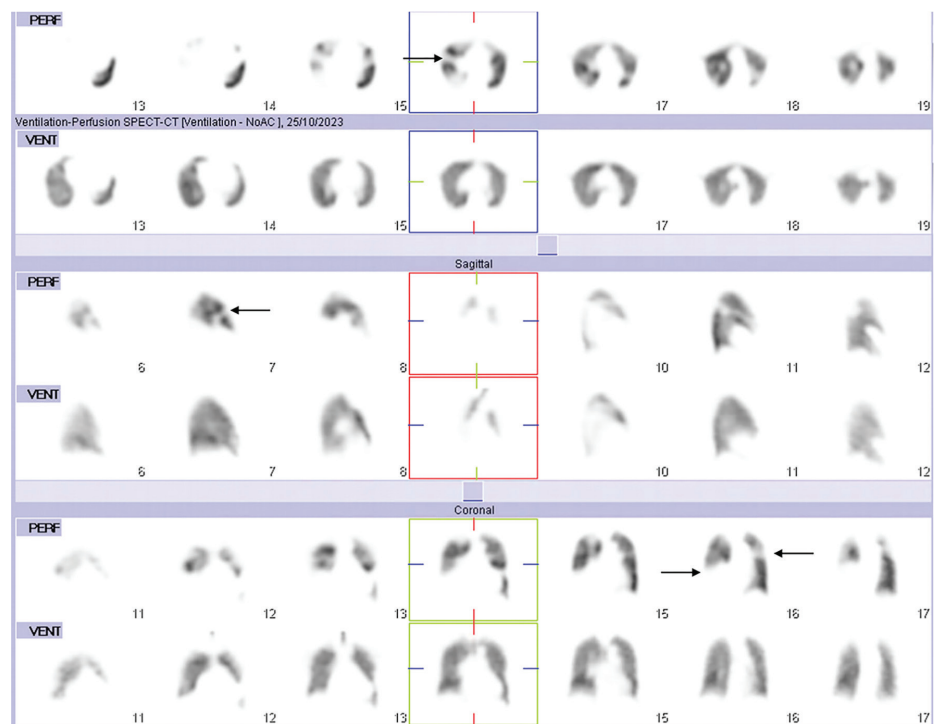 PERF
13 14 15 17 18 19
Ventilation-Perfusion SPECT-CT [Ventilation - NoAC ], 25/10/2023
VENT
13 14 15 17 18 19
Sagittal
PERF
6 7 8 10 11 12
VENT
6 7 8 10 11 12
Coronal
PERF
11 12 13 15 16 17
VENT
11 12 13 15 16 17